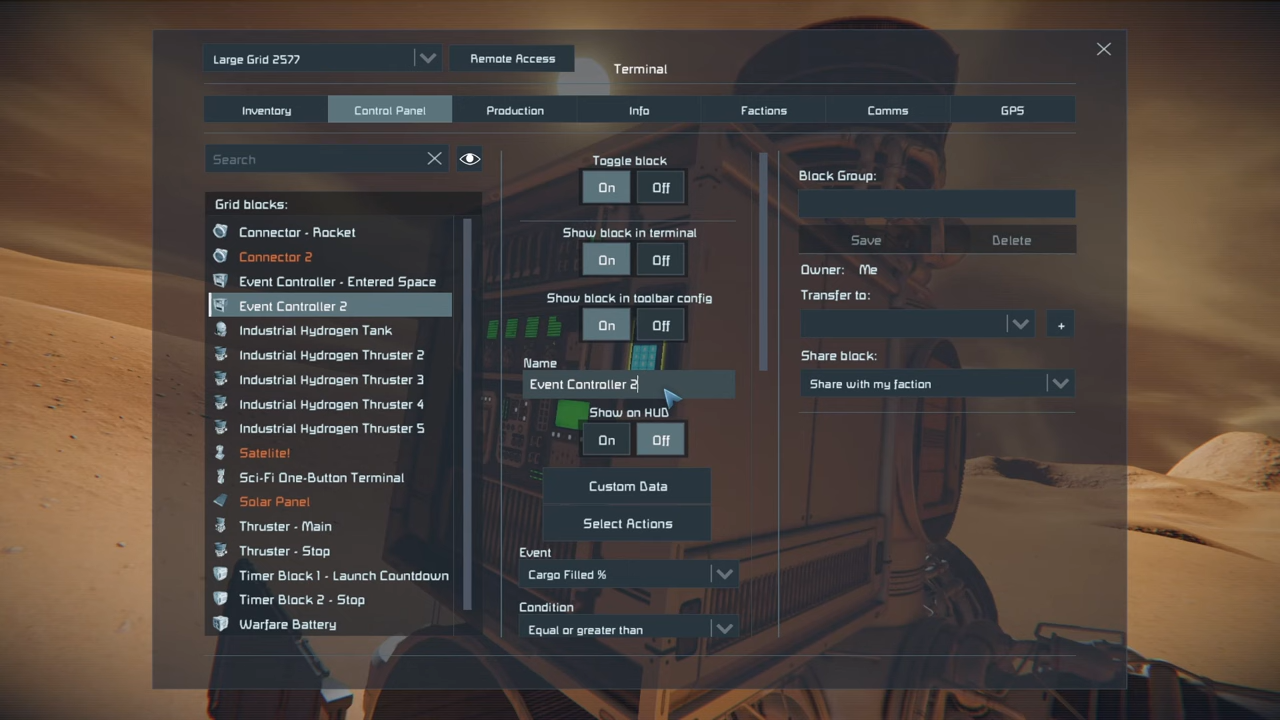 Large Grid 2577
Remote Access
Terminal
Inventory
Control Panel
Production
Info
Factions
Comms
GPS
Search
Grid blocks:
Connector - Rocket
Connector 2
Event Controller - Entered Space
Event Controller 2
Industrial Hydrogen Tank
Industrial Hydrogen Thruster 2
Industrial Hydrogen Thruster 3
Industrial Hydrogen Thruster 4
Industrial Hydrogen Thruster 5
Satelite!
Sci-Fi One-Button Terminal
Solar Panel
Thruster - Main
Thruster - Stop
Timer Block 1 - Launch Countdown
Timer Block 2 - Stop
Warfare Battery
Toggle block
On Off
Show block in terminal
On Off
Show block in toolbar config
On Off
Name
Event Controller 2
Show on HUD
On Off
Custom Data
Select Actions
Event
Cargo Filled %
Condition
Equal or greater than
Block Group:
Save Delete
Owner: Me
Transfer to:
+
Share block:
Share with my faction